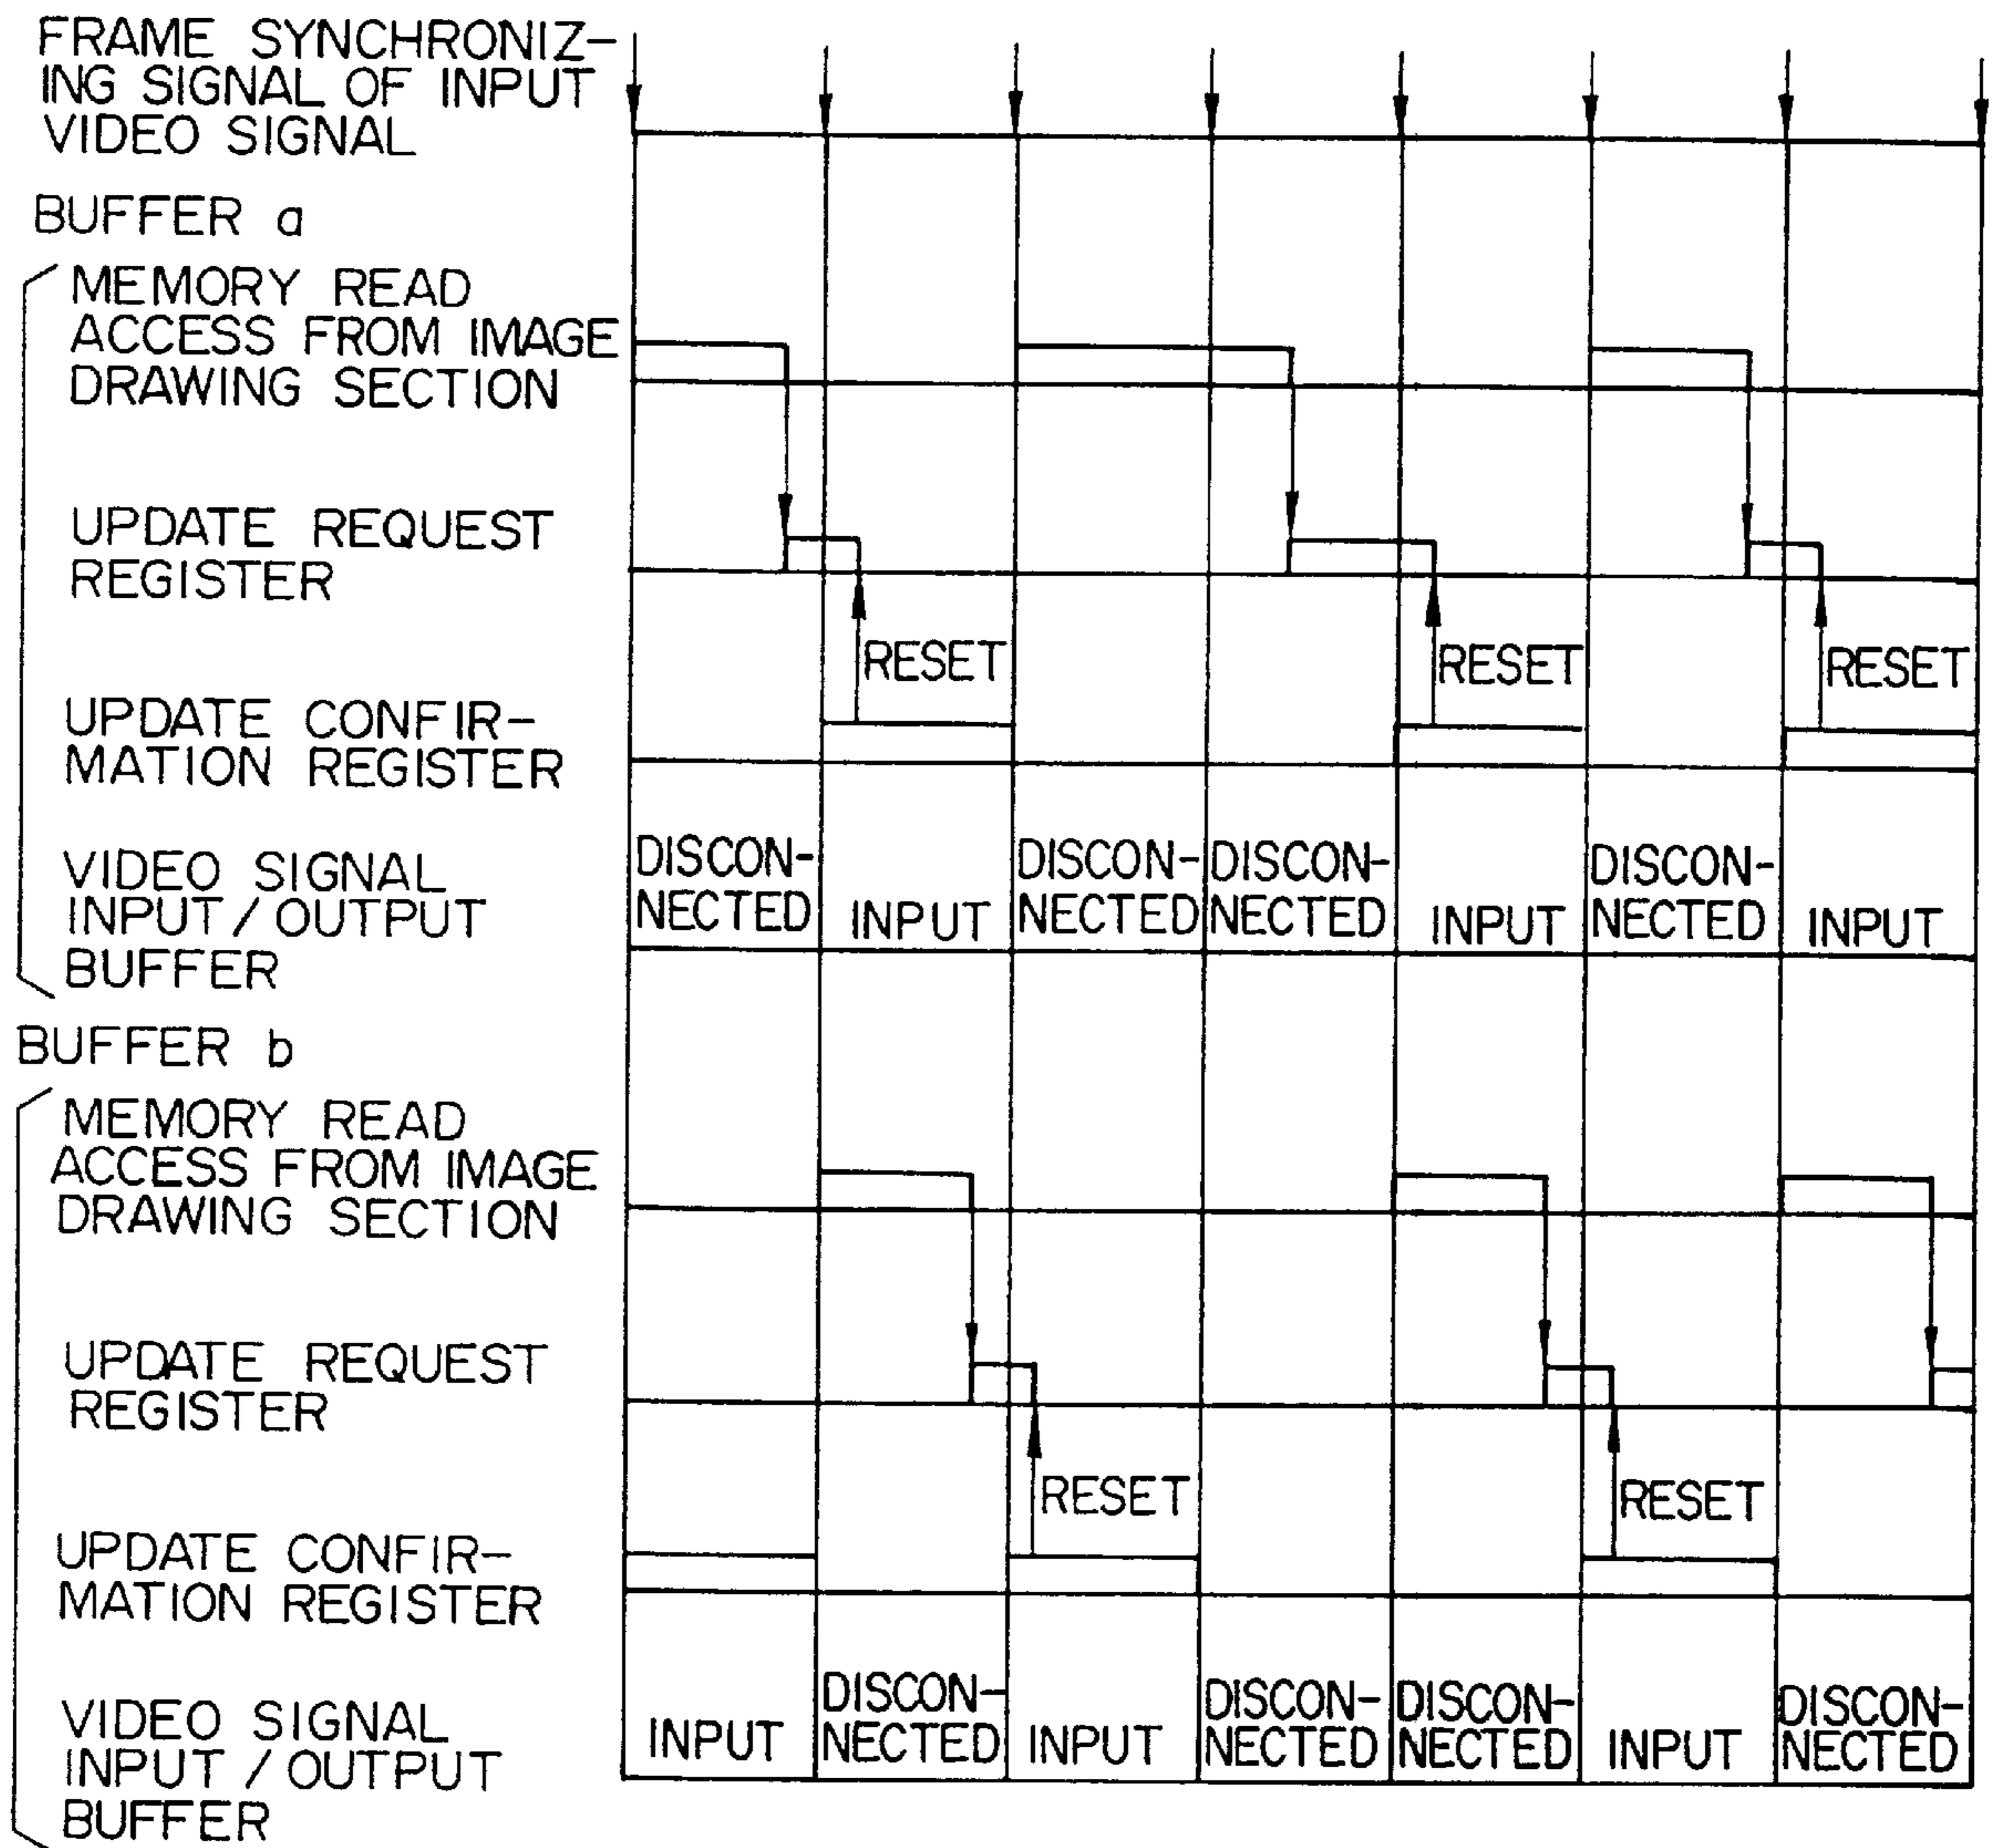 FRAME SYNCHRONIZ-
ING SIGNAL OF INPUT
VIDEO SIGNAL
BUFFER a
MEMORY READ
ACCESS FROM IMAGE
DRAWING SECTION
UPDATE REQUEST
REGISTER
RESET
RESET
RESET
UPDATE CONFIR-
MATION REGISTER
VIDEO SIGNAL
INPUT / OUTPUT
BUFFER
DISCON-
NECTED
INPUT
DISCON-
NECTED
DISCON-
NECTED
INPUT
DISCON-
NECTED
INPUT
BUFFER b
MEMORY READ
ACCESS FROM IMAGE
DRAWING SECTION
UPDATE REQUEST
REGISTER
RESET
RESET
UPDATE CONFIR-
MATION REGISTER
VIDEO SIGNAL
INPUT / OUTPUT
BUFFER
INPUT
DISCON-
NECTED
INPUT
DISCON-
NECTED
DISCON-
NECTED
INPUT
DISCON-
NECTED